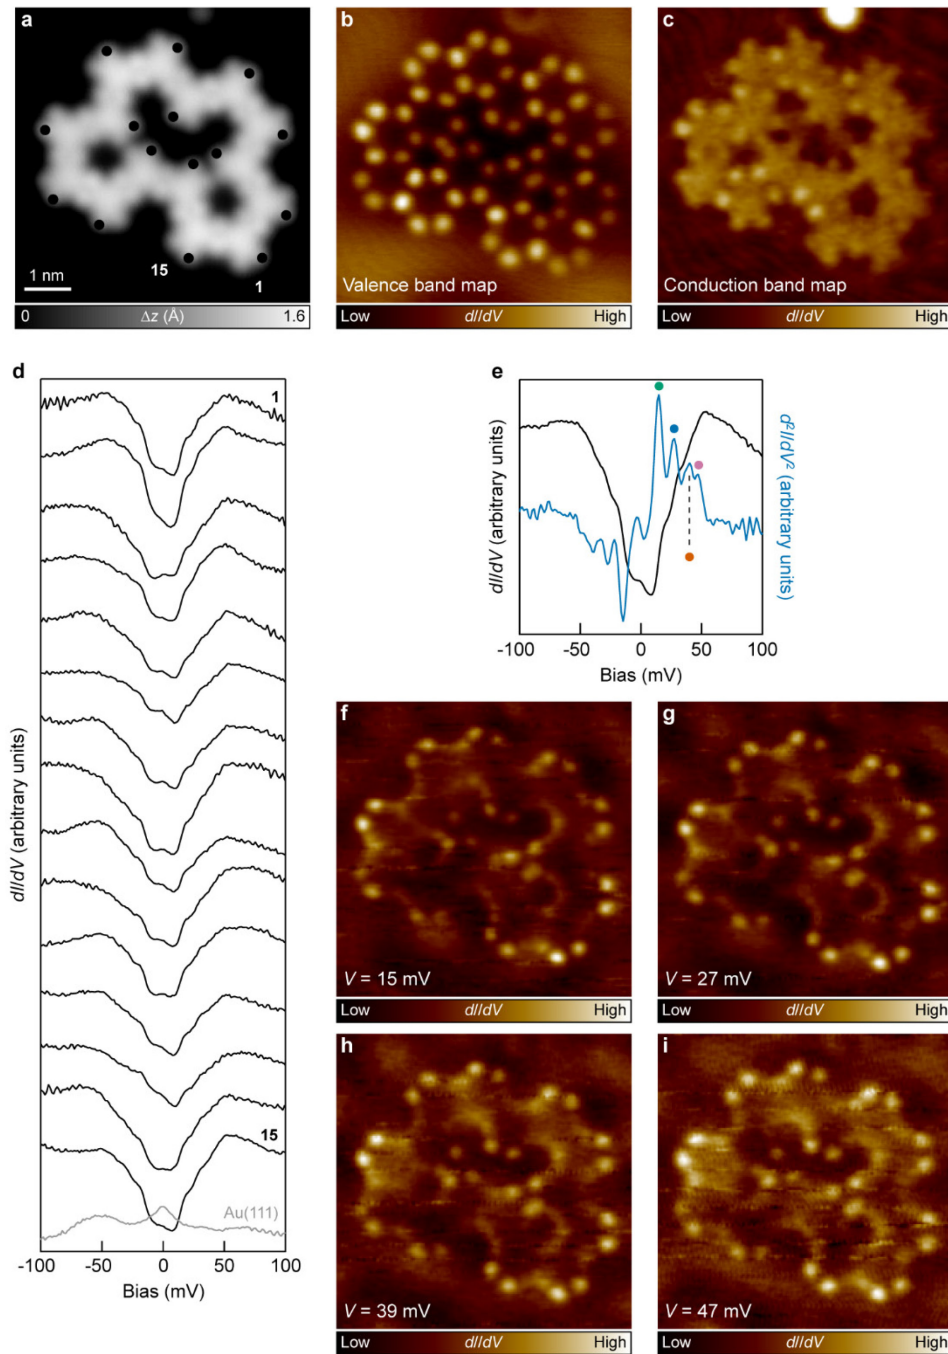 a
15
1
1 nm
0 Δz (Å) 1.6
b
Valence band map
Low dI/dV High
c
Conduction band map
Low dI/dV High
d
1
15
Au(111)
dI/dV (arbitrary units)
-100 -50 0 50 100
Bias (mV)
e
dI/dV (arbitrary units)
d²I/dV² (arbitrary units)
-100 -50 0 50 100
Bias (mV)
f
V = 15 mV
Low dI/dV High
g
V = 27 mV
Low dI/dV High
h
V = 39 mV
Low dI/dV High
i
V = 47 mV
Low dI/dV High